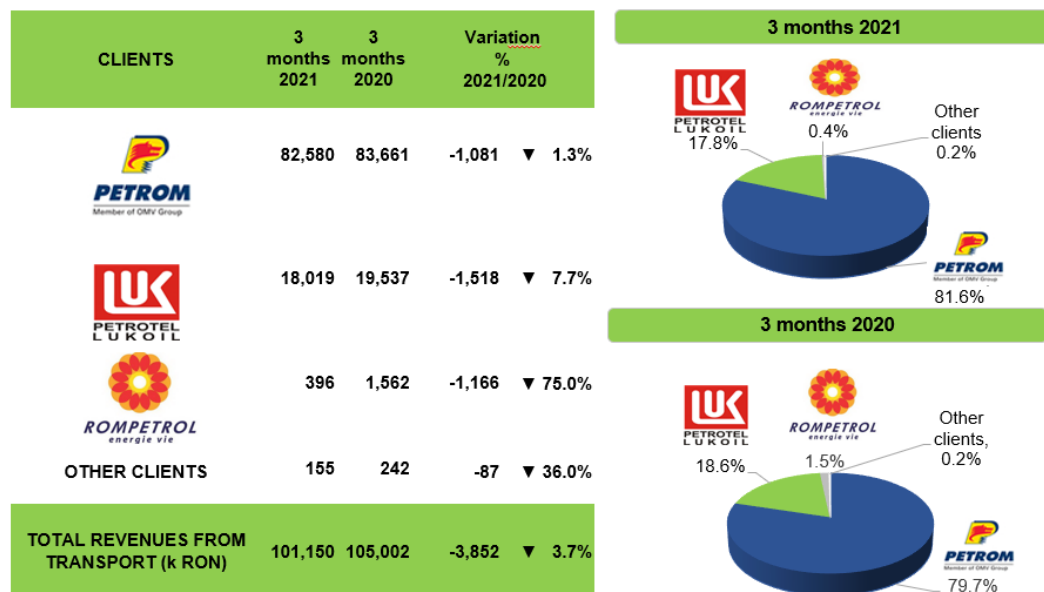 CLIENTS
3
months
2021
3
months
2020
Variation
%
2021/2020
PETROM
Member of OMV Group
82,580 83,661 -1,081 ▼ 1.3%
LUK
PETROTEL
LUKOIL
18,019 19,537 -1,518 ▼ 7.7%
ROMPETROL
energie vie
396 1,562 -1,166 ▼ 75.0%
OTHER CLIENTS 155 242 -87 ▼ 36.0%
TOTAL REVENUES FROM
TRANSPORT (k RON)
101,150 105,002 -3,852 ▼ 3.7%
3 months 2021
LUK
PETROTEL
LUKOIL
17.8%
ROMPETROL
energie vie
0.4%
Other
clients
0.2%
PETROM
Member of OMV Group
81.6%
3 months 2020
LUK
PETROTEL
LUKOIL
18.6%
ROMPETROL
energie vie
1.5%
Other
clients,
0.2%
PETROM
Member of OMV Group
79.7%